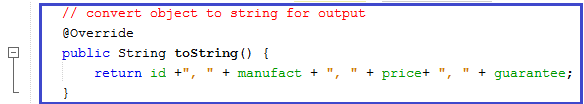 // convert object to string for output
@Override
public String toString() {
return id +", " + manufact + ", " + price+ ", " + guarantee;
}